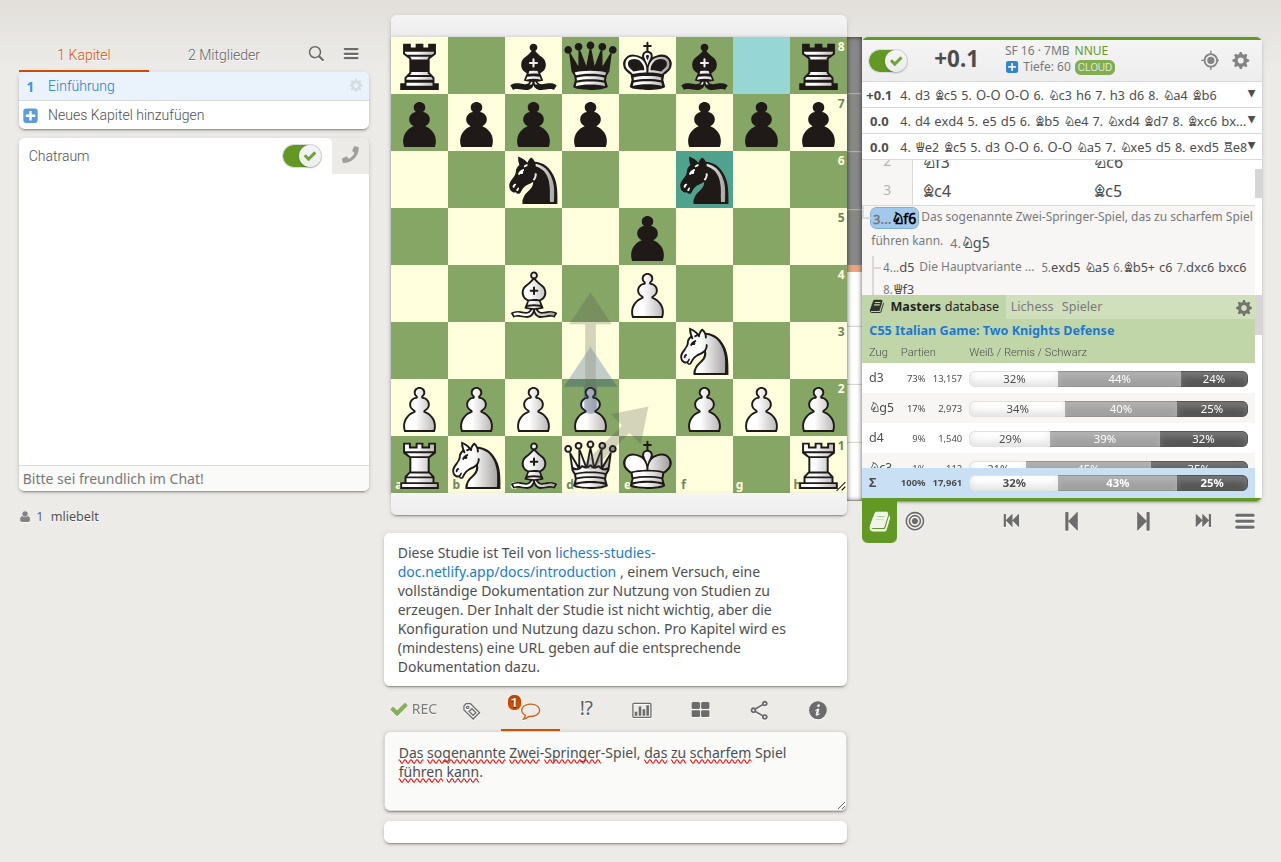 1 Kapitel
2 Mitglieder
1 Einführung
Neues Kapitel hinzufügen
Chatraum
Bitte sei freundlich im Chat!
1 mliebelt
8
7
6
5
4
3
2
1
a b c d e f g h
Diese Studie ist Teil von lichess-studies-
doc.netlify.app/docs/introduction , einem Versuch, eine
vollständige Dokumentation zur Nutzung von Studien zu
erzeugen. Der Inhalt der Studie ist nicht wichtig, aber die
Konfiguration und Nutzung dazu schon. Pro Kapitel wird es
(mindestens) eine URL geben auf die entsprechende
Dokumentation dazu.
REC
1
!?
Das sogenannte Zwei-Springer-Spiel, das zu scharfem Spiel
führen kann.
+0.1
SF 16 · 7MB NNUE
Tiefe: 60 CLOUD
+0.1 4. d3 ♗c5 5. O-O O-O 6. ♘c3 h6 7. h3 d6 8. ♘a4 ♗b6
0.0 4. d4 exd4 5. e5 d5 6. ♗b5 ♘e4 7. ♘xd4 ♗d7 8. ♗xc6 bx...
0.0 4. ♕e2 ♗c5 5. d3 O-O 6. O-O ♘a5 7. ♘xe5 d5 8. exd5 ♖e8
2 ♘f3 ♘c6
3 ♗c4 ♗c5
3... ♘f6 Das sogenannte Zwei-Springer-Spiel, das zu scharfem Spiel
führen kann. 4.♘g5
4...d5 Die Hauptvariante ... 5.exd5 ♘a5 6.♗b5+ c6 7.dxc6 bxc6
8.♕f3
Masters database Lichess Spieler
C55 Italian Game: Two Knights Defense
Zug Partien Weiß / Remis / Schwarz
d3 73% 13,157 32% 44% 24%
♘g5 17% 2,973 34% 40% 25%
d4 9% 1,540 29% 39% 32%
♘c3 1% 112 31% 45% 25%
Σ 100% 17,961 32% 43% 25%